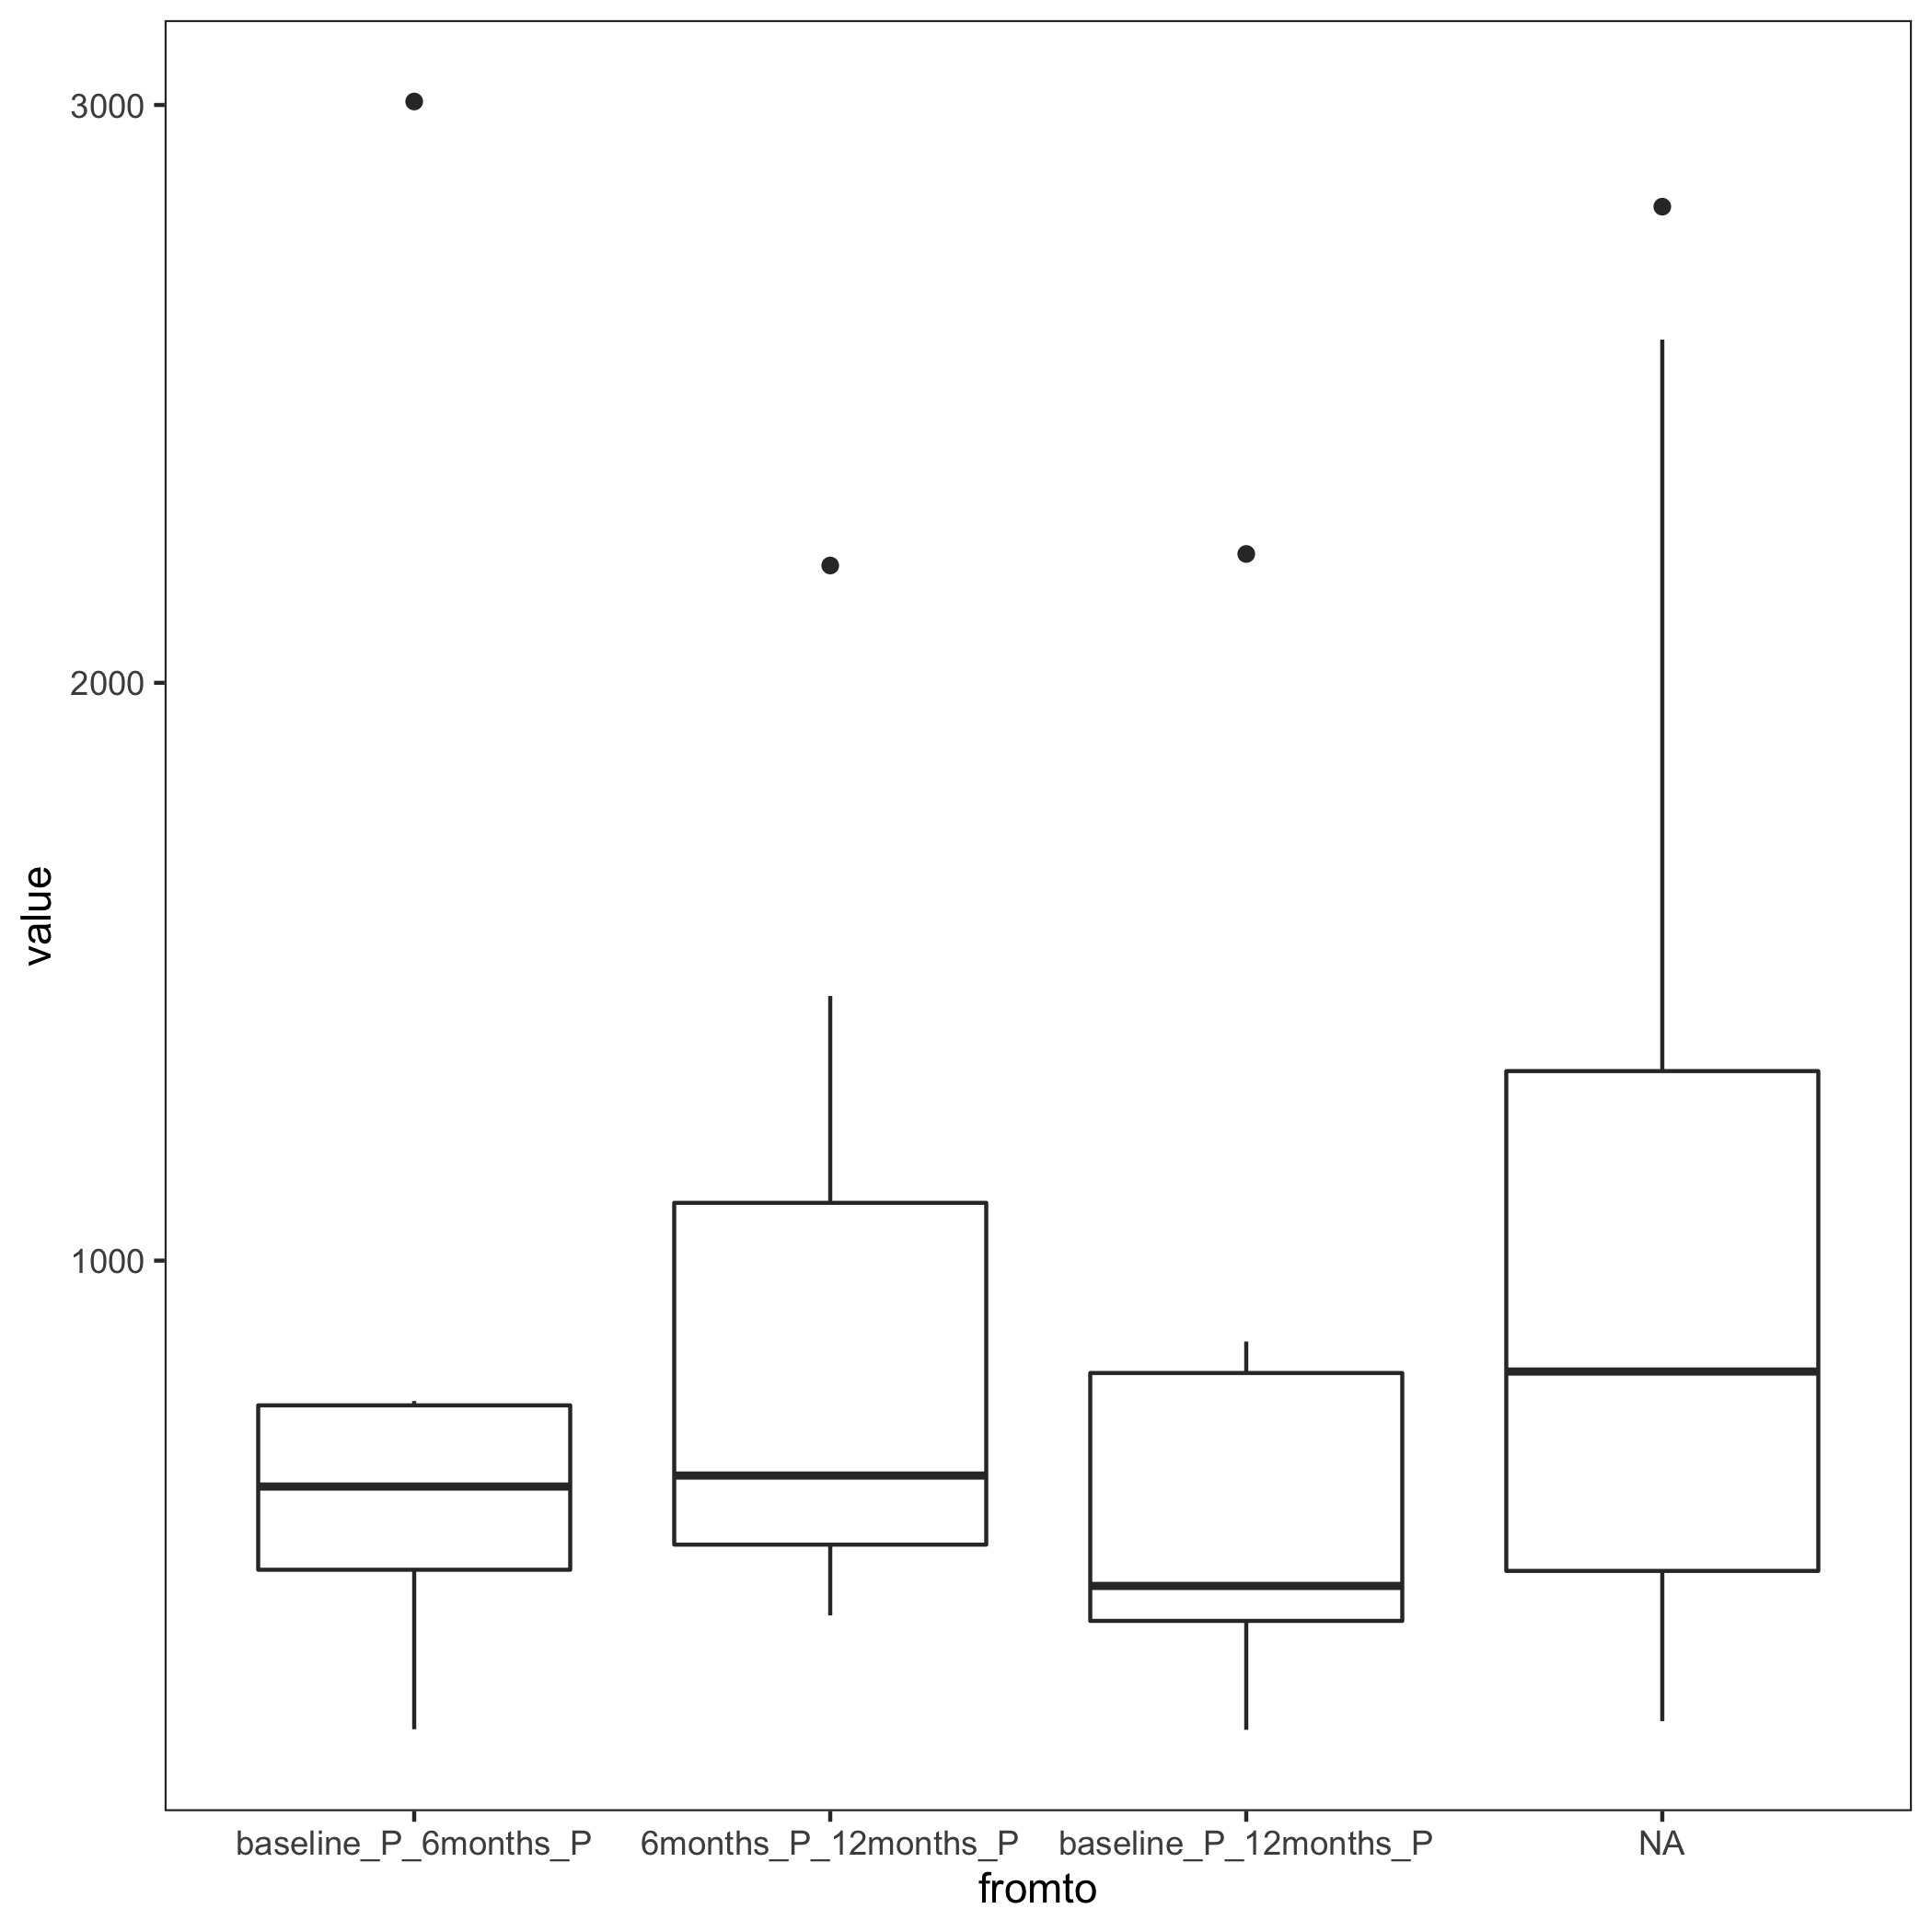 3000
2000
1000
value
baseline_P_6months_P
6months_P_12months_P
baseline_P_12months_P
NA
fromto